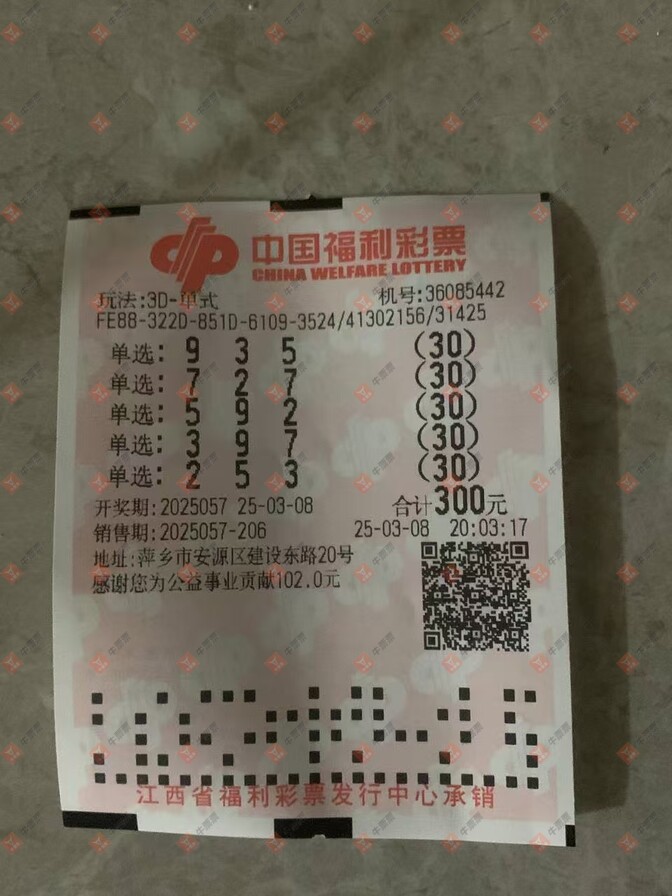 中国福利彩票
CHINA WELFARE LOTTERY
玩法:3D-单式 机号:36085442
FE88-322D-851D-6109-3524/41302156/31425
单选: 9 3 5 (30)
单选: 7 2 7 (30)
单选: 5 9 2 (30)
单选: 3 9 7 (30)
单选: 2 5 3 (30)
开奖期:2025057 25-03-08 合计300元
销售期:2025057-206 25-03-08 20:03:17
地址:萍乡市安源区建设东路20号
感谢您为公益事业贡献102.0元
江西省福利彩票发行中心承销